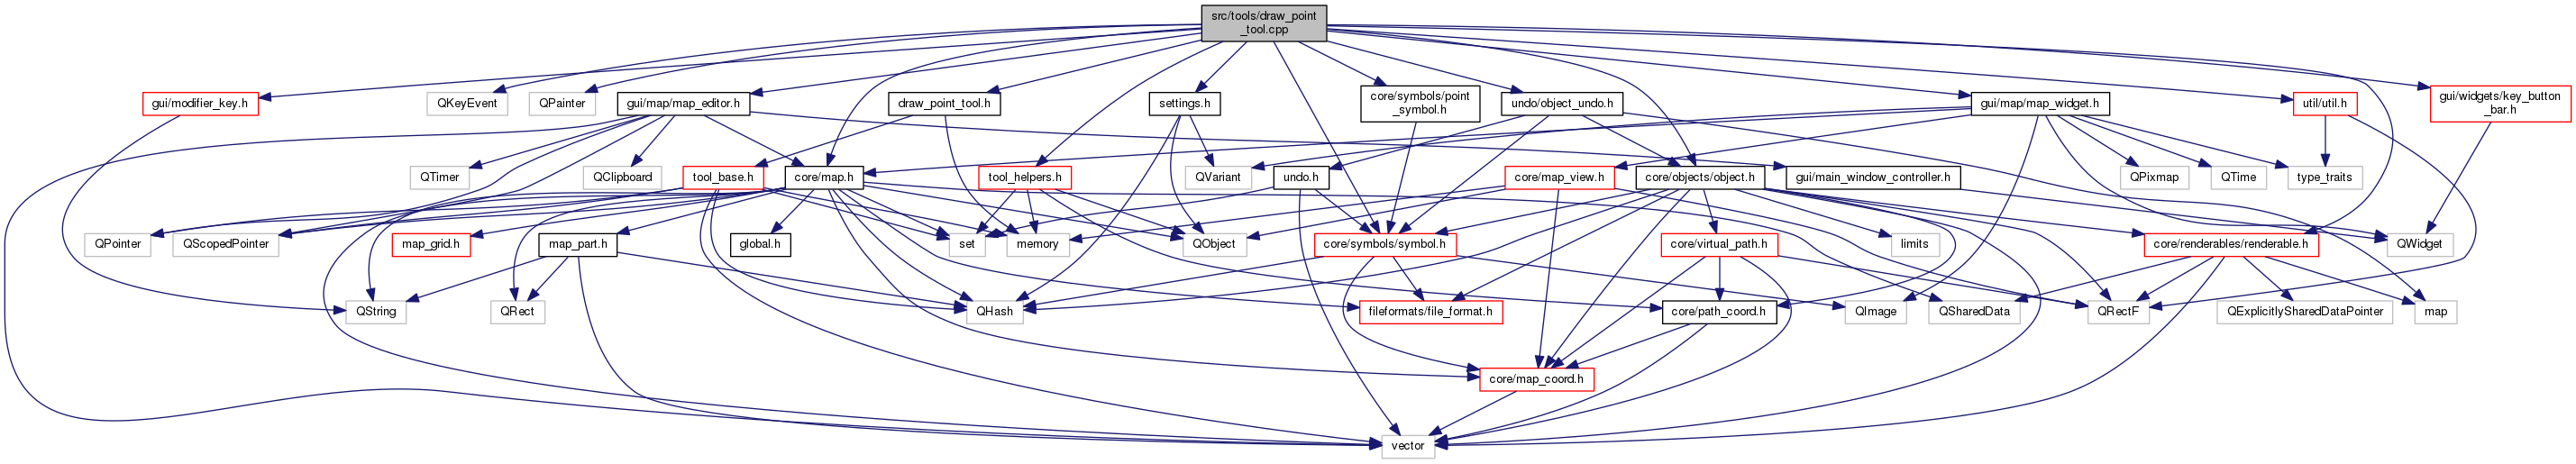 src/tools/draw_point
_tool.cpp
gui/modifier_key.h
QKeyEvent
QPainter
gui/map/map_editor.h
draw_point_tool.h
settings.h
core/symbols/point
_symbol.h
undo/object_undo.h
gui/map/map_widget.h
util/util.h
gui/widgets/key_button
_bar.h
QTimer
QClipboard
tool_base.h
core/map.h
tool_helpers.h
QVariant
undo.h
core/map_view.h
core/objects/object.h
gui/main_window_controller.h
QPixmap
QTime
type_traits
QPointer
QScopedPointer
map_grid.h
map_part.h
global.h
set
memory
QObject
core/symbols/symbol.h
core/virtual_path.h
limits
core/renderables/renderable.h
QWidget
QString
QRect
QHash
fileformats/file_format.h
core/path_coord.h
QImage
QSharedData
QRectF
QExplicitlySharedDataPointer
map
core/map_coord.h
vector